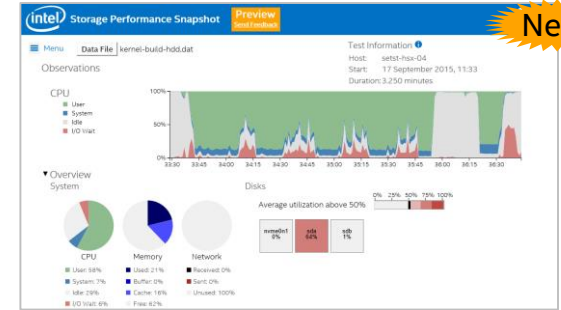 intel Storage Performance Snapshot
Preview
Send Feedback
Ne
Menu Data File kernel-build-hdd.dat
Test Information
Host: setst-hsx-04
Start: 17 September 2015, 11:33
Duration: 3.250 minutes
Observations
CPU
User
System
Idle
I/O Wait
100%
50%
0%
33:30 33:45 34:00 34:15 34:30 34:45 35:00 35:15 35:30 35:45 36:00 36:15 36:30
Overview
System
Disks
Average utilization above 50%
0% 25% 50% 75% 100%
nvme0n1
0%
sda
64%
sdb
1%
CPU
User: 58%
System: 7%
Idle: 29%
I/O Wait: 6%
Memory
Used: 21%
Buffer: 0%
Cache: 16%
Free: 62%
Network
Received: 0%
Sent: 0%
Unused: 100%